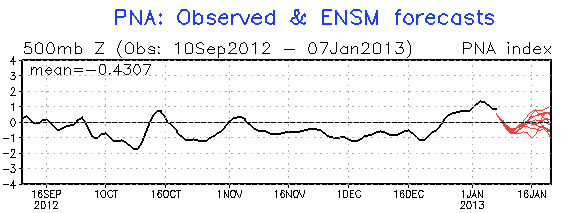 PNA: Observed & ENSM forecasts
500mb Z (Obs: 10Sep2012 – 07Jan2013) PNA index
mean=−0.4307
4
3
2
1
0
−1
−2
−3
−4
16SEP 1OCT 16OCT 1NOV 16NOV 1DEC 16DEC 1JAN 16JAN
2012 2013